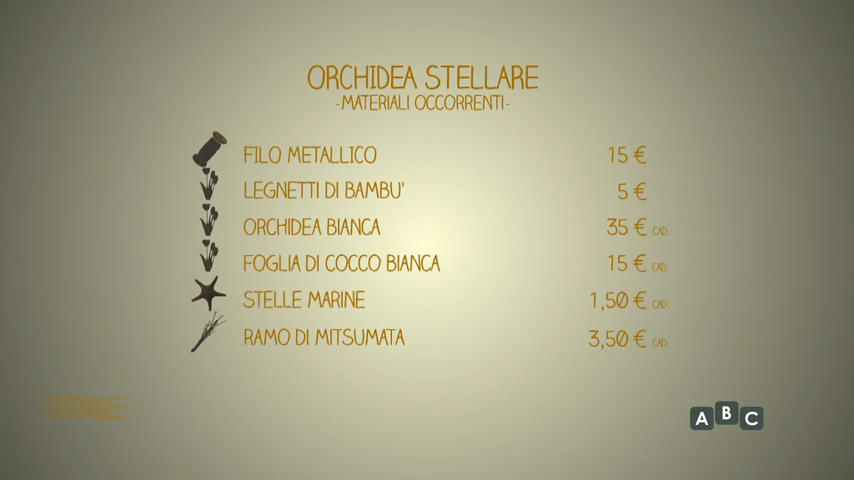 ORCHIDEA STELLARE
-MATERIALI OCCORRENTI-
FILO METALLICO 15 €
LEGNETTI DI BAMBU' 5 €
ORCHIDEA BIANCA 35 € CAD.
FOGLIA DI COCCO BIANCA 15 € CAD.
STELLE MARINE 1,50 € CAD.
RAMO DI MITSUMATA 3,50 € CAD.
ABC